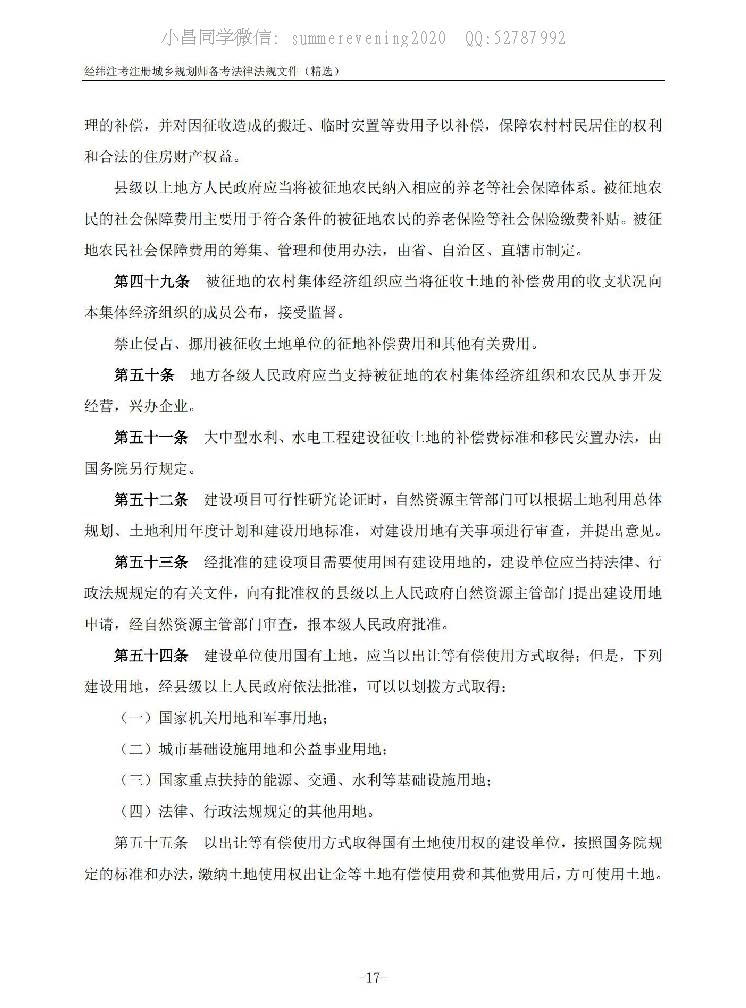 小昌同学微信: summerevening2020 QQ:52787992
经纬注考注册城乡规划师备考法律法规文件（精选）
理的补偿，并对因征收造成的搬迁、临时安置等费用予以补偿，保障农村村民居住的权利
和合法的住房财产权益。
县级以上地方人民政府应当将被征地农民纳入相应的养老等社会保障体系。被征地农
民的社会保障费用主要用于符合条件的被征地农民的养老保险等社会保险缴费补贴。被征
地农民社会保障费用的筹集、管理和使用办法，由省、自治区、直辖市制定。
第四十九条 被征地的农村集体经济组织应当将征收土地的补偿费用的收支状况向
本集体经济组织的成员公布，接受监督。
禁止侵占、挪用被征收土地单位的征地补偿费用和其他有关费用。
第五十条 地方各级人民政府应当支持被征地的农村集体经济组织和农民从事开发
经营，兴办企业。
第五十一条 大中型水利、水电工程建设征收土地的补偿费标准和移民安置办法，由
国务院另行规定。
第五十二条 建设项目可行性研究论证时，自然资源主管部门可以根据土地利用总体
规划、土地利用年度计划和建设用地标准，对建设用地有关事项进行审查，并提出意见。
第五十三条 经批准的建设项目需要使用国有建设用地的，建设单位应当持法律、行
政法规规定的有关文件，向有批准权的县级以上人民政府自然资源主管部门提出建设用地
申请，经自然资源主管部门审查，报本级人民政府批准。
第五十四条 建设单位使用国有土地，应当以出让等有偿使用方式取得；但是，下列
建设用地，经县级以上人民政府依法批准，可以以划拨方式取得：
（一）国家机关用地和军事用地；
（二）城市基础设施用地和公益事业用地；
（三）国家重点扶持的能源、交通、水利等基础设施用地；
（四）法律、行政法规规定的其他用地。
第五十五条 以出让等有偿使用方式取得国有土地使用权的建设单位，按照国务院规
定的标准和办法，缴纳土地使用权出让金等土地有偿使用费和其他费用后，方可使用土地。
-17-